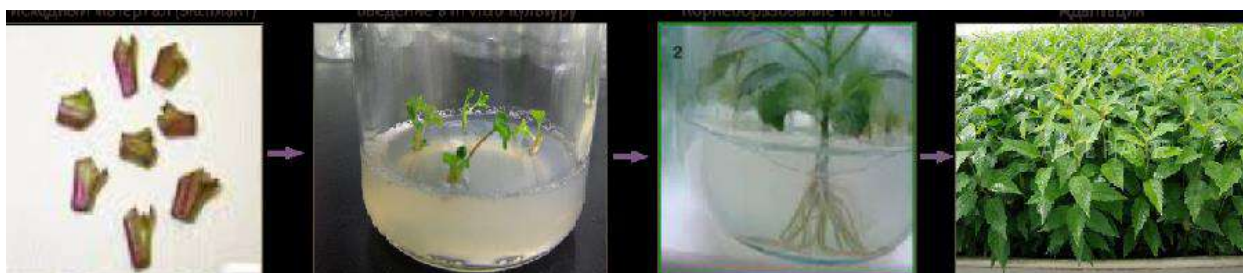 Исходный материал (эксплант)
Введение в in vitro культуру
Корнеобразование in vitro
Адаптация
2